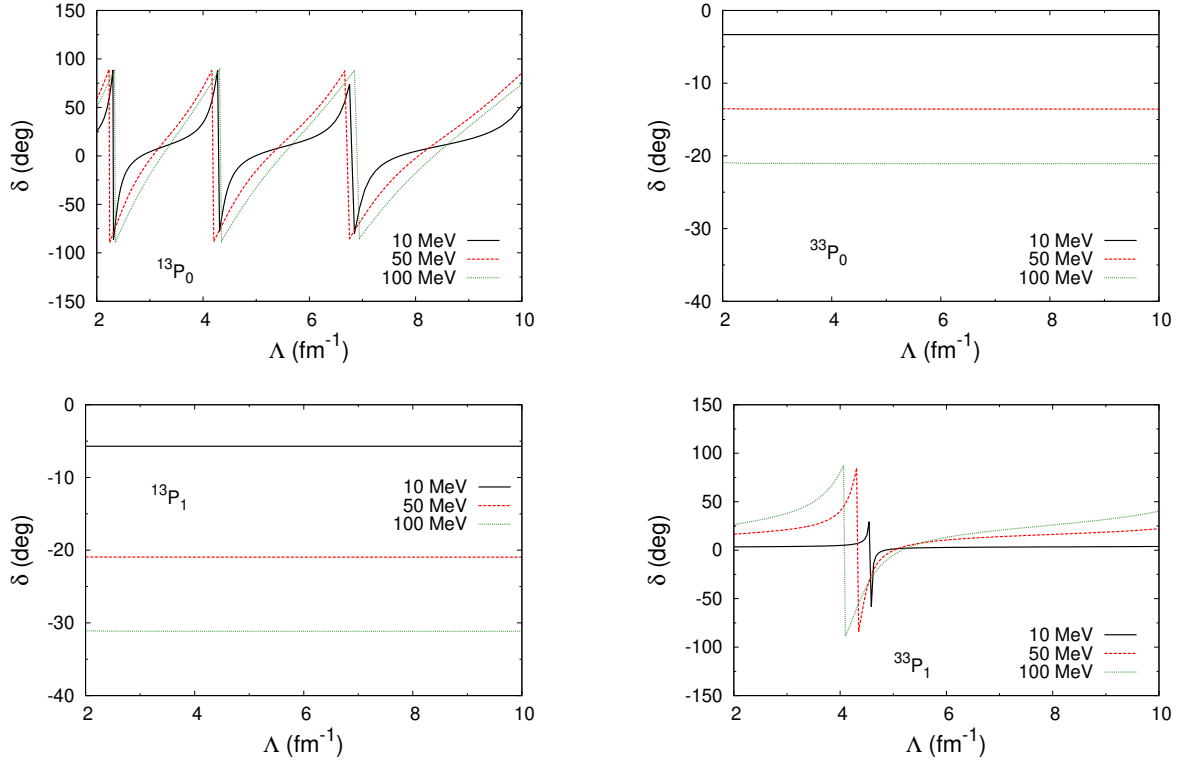 150
100
50
0
-50
-100
-150
δ (deg)
¹³P₀
10 MeV
50 MeV
100 MeV
2 4 6 8 10
Λ (fm⁻¹)
0
-10
-20
-30
-40
δ (deg)
³³P₀
10 MeV
50 MeV
100 MeV
2 4 6 8 10
Λ (fm⁻¹)
0
-10
-20
-30
-40
δ (deg)
¹³P₁
10 MeV
50 MeV
100 MeV
2 4 6 8 10
Λ (fm⁻¹)
150
100
50
0
-50
-100
-150
δ (deg)
³³P₁
10 MeV
50 MeV
100 MeV
2 4 6 8 10
Λ (fm⁻¹)